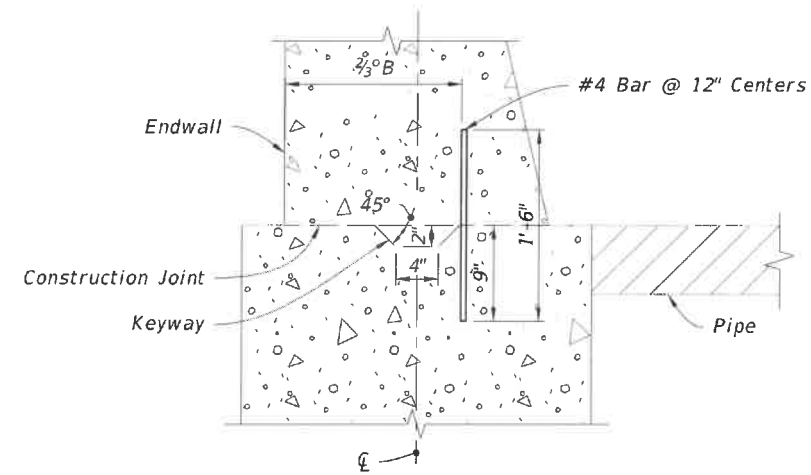 ⅔° B
#4 Bar @ 12" Centers
Endwall
45°
2"
1'-6"
Construction Joint
4"
9"
Keyway
Pipe
℄